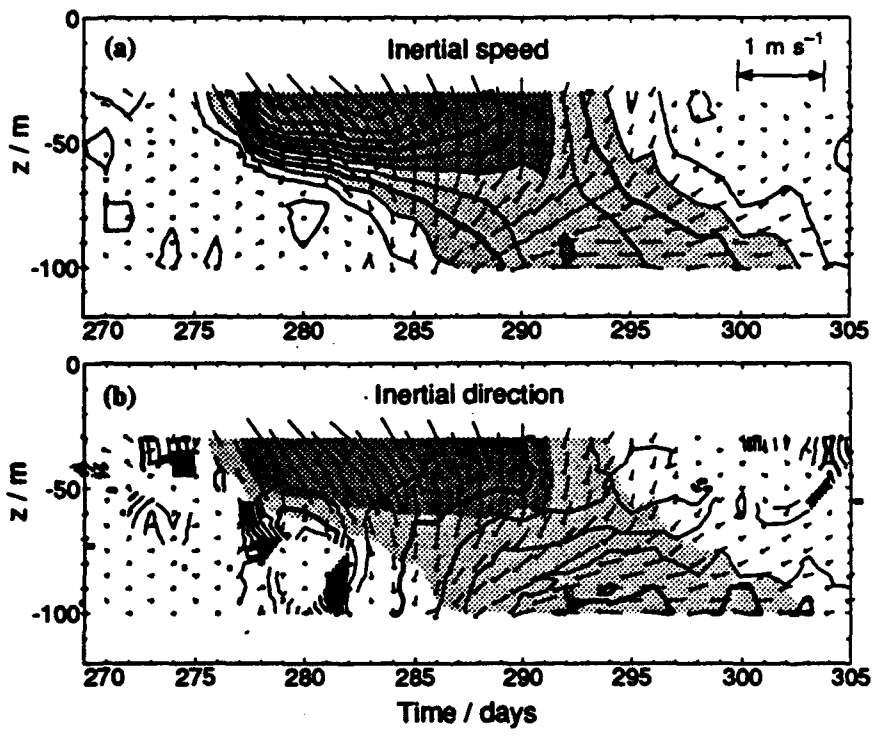 0
(a)
Inertial speed
1 m s⁻¹
z / m
-50
-100
270 275 280 285 290 295 300 305
0
(b)
Inertial direction
z / m
-50
-100
270 275 280 285 290 295 300 305
Time / days